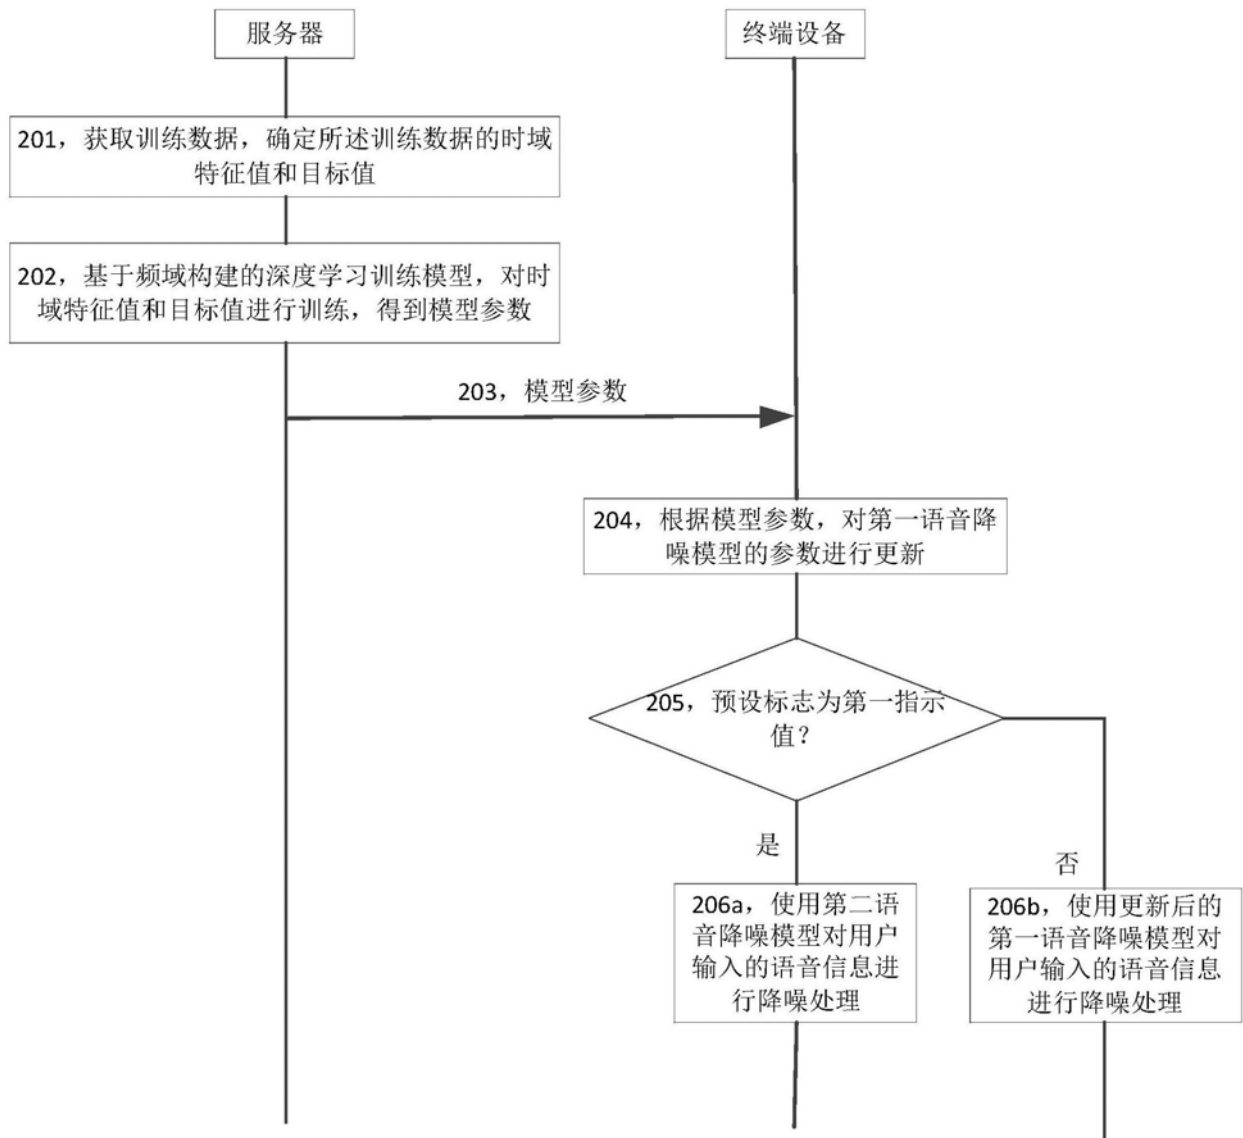 服务器
终端设备
201，获取训练数据，确定所述训练数据的时域
特征值和目标值
202，基于频域构建的深度学习训练模型，对时
域特征值和目标值进行训练，得到模型参数
203，模型参数
204，根据模型参数，对第一语音降
噪模型的参数进行更新
205，预设标志为第一指示
值？
是
否
206a，使用第二语
音降噪模型对用户
输入的语音信息进
行降噪处理
206b，使用更新后的
第一语音降噪模型对
用户输入的语音信息
进行降噪处理